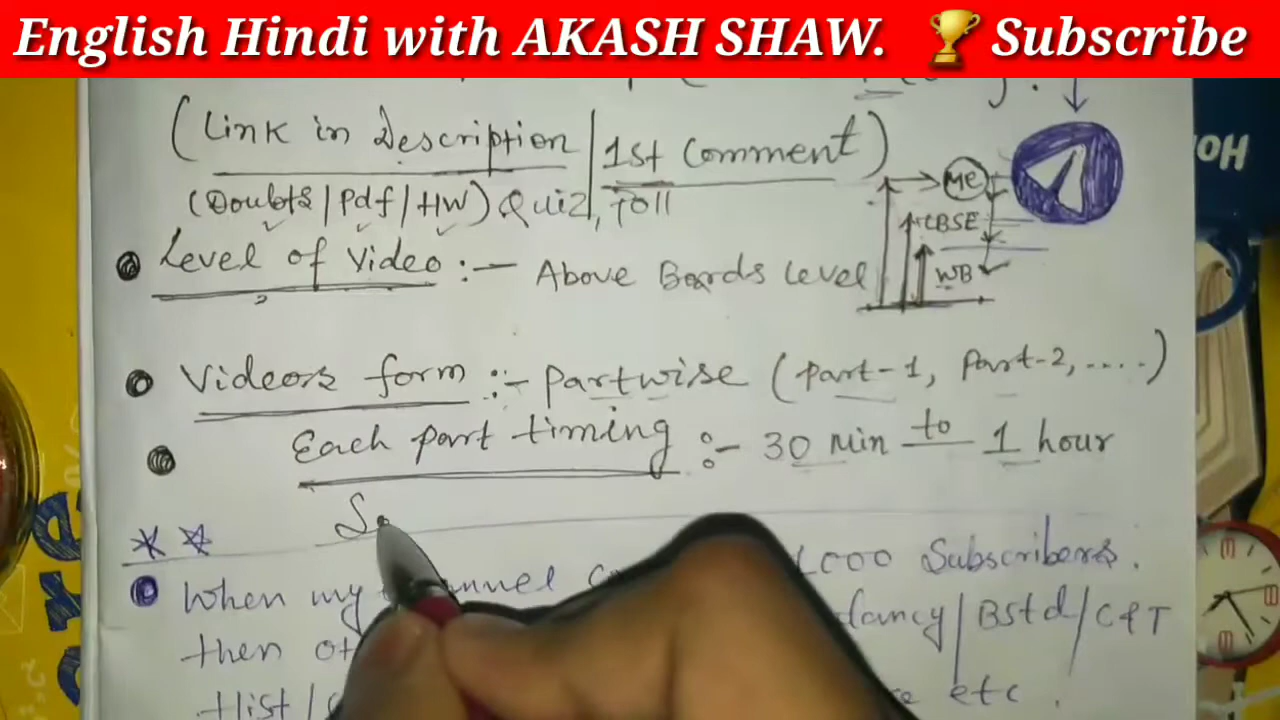 English Hindi with AKASH SHAW. 🏆 Subscribe
(Link in Description / 1st Comment)
(Doubts / Pdf / HW) Quiz, Poll
ME
CBSE
WB
Level of Video :- Above Boards Level
Videos form :- Partwise (Part-1, Part-2, ....)
Each part timing :- 30 Min to 1 hour
When my 1000 Subscribers.
then / Bstd / C&T
Hist / etc.